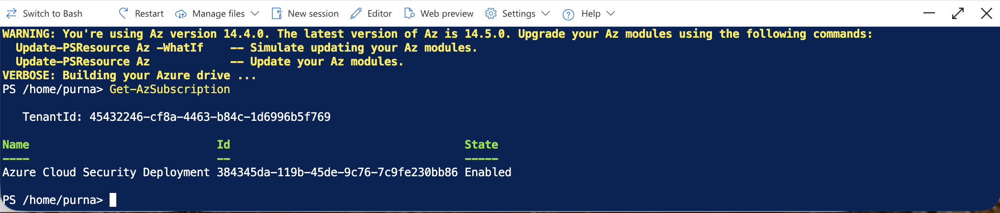 Switch to Bash Restart Manage files New session Editor Web preview Settings Help
WARNING: You're using Az version 14.4.0. The latest version of Az is 14.5.0. Upgrade your Az modules using the following commands:
  Update-PSResource Az -WhatIf    -- Simulate updating your Az modules.
  Update-PSResource Az            -- Update your Az modules.
VERBOSE: Building your Azure drive ...
PS /home/purna> Get-AzSubscription
   TenantId: 45432246-cf8a-4463-b84c-1d6996b5f769
Name                            Id                                   State
----                            --                                   -----
Azure Cloud Security Deployment 384345da-119b-45de-9c76-7c9fe230bb86 Enabled
PS /home/purna>